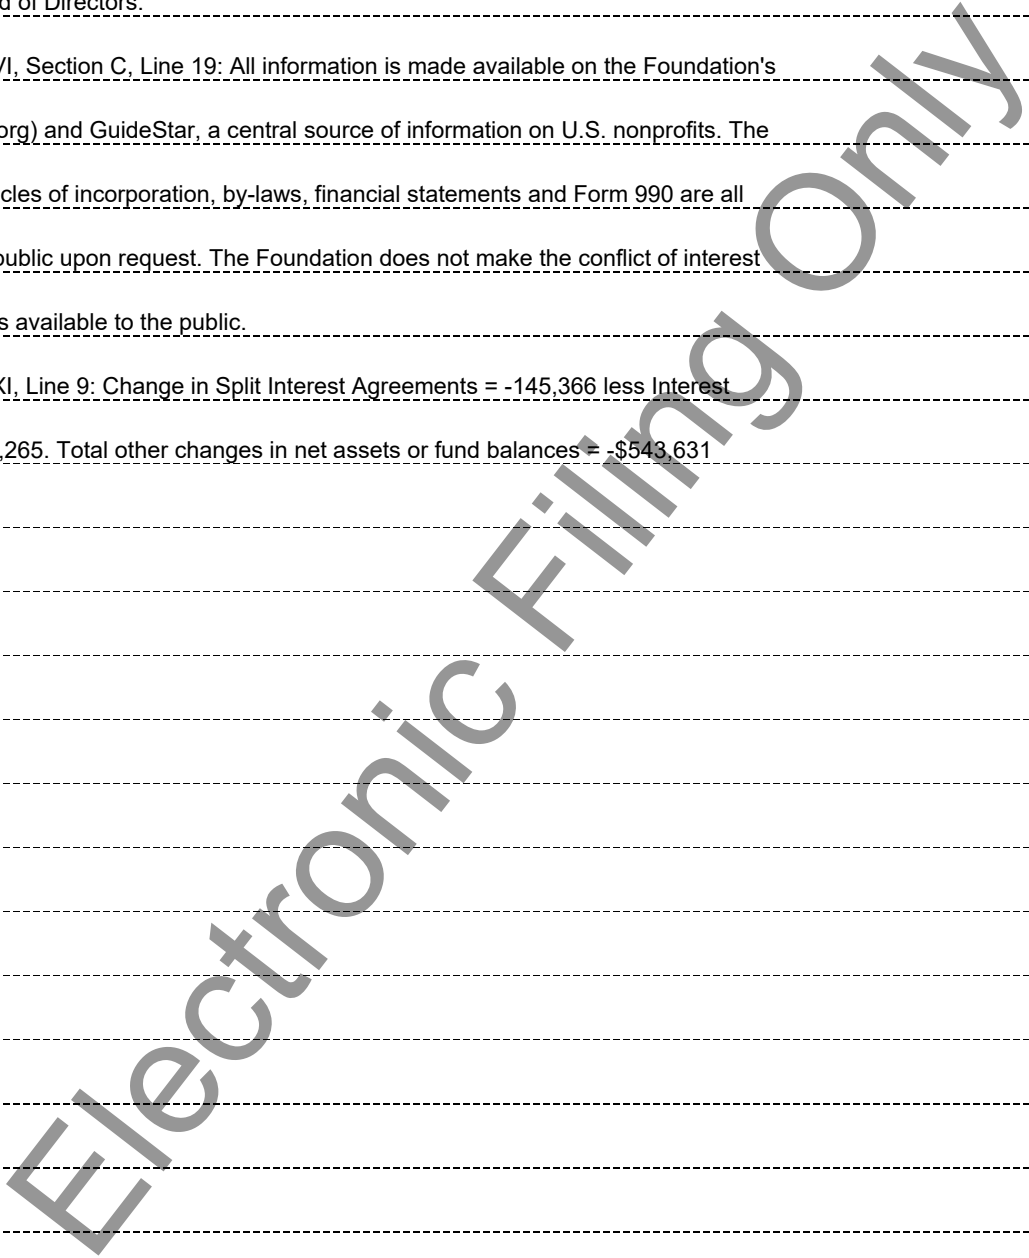 of Directors.
VI, Section C, Line 19: All information is made available on the Foundation's
org) and GuideStar, a central source of information on U.S. nonprofits. The
cles of incorporation, by-laws, financial statements and Form 990 are all
public upon request. The Foundation does not make the conflict of interest
s available to the public.
XI, Line 9: Change in Split Interest Agreements = -145,366 less Interest
,265. Total other changes in net assets or fund balances = -$543,631
Electronic Filing Only